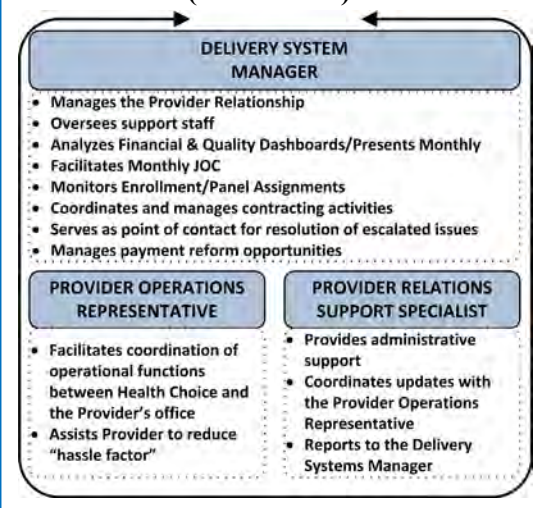 DELIVERY SYSTEM
MANAGER
• Manages the Provider Relationship
• Oversees support staff
• Analyzes Financial & Quality Dashboards/Presents Monthly
• Facilitates Monthly JOC
• Monitors Enrollment/Panel Assignments
• Coordinates and manages contracting activities
• Serves as point of contact for resolution of escalated issues
• Manages payment reform opportunities
PROVIDER OPERATIONS
REPRESENTATIVE
• Facilitates coordination of
operational functions
between Health Choice and
the Provider's office
• Assists Provider to reduce
"hassle factor"
PROVIDER RELATIONS
SUPPORT SPECIALIST
• Provides administrative
support
• Coordinates updates with
the Provider Operations
Representative
• Reports to the Delivery
Systems Manager